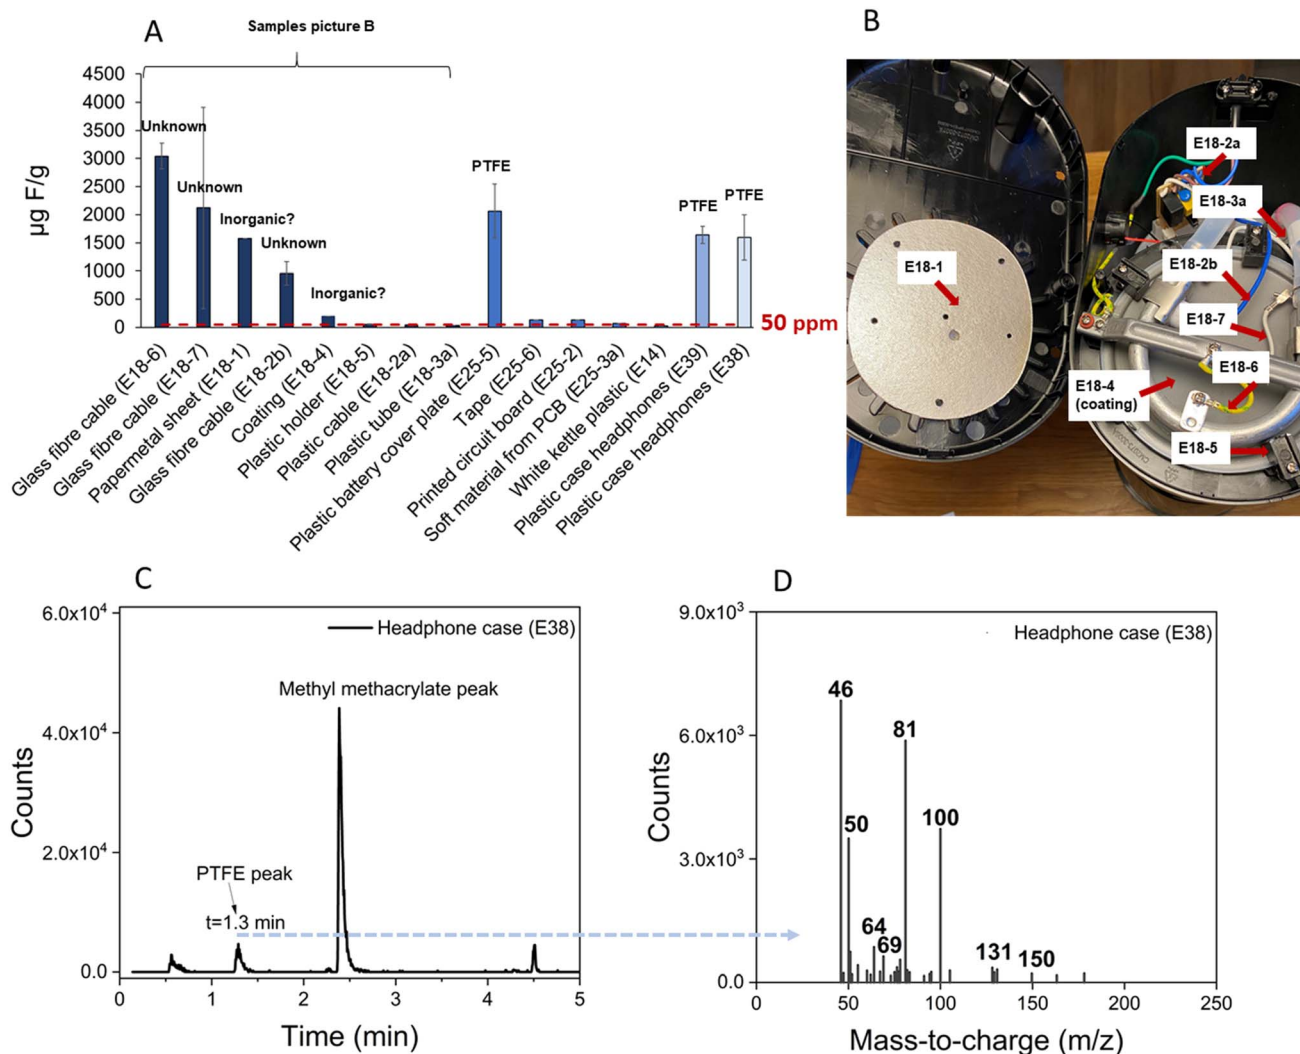 A
Samples picture B
4500
4000
3500
3000
2500
2000
1500
1000
500
0
µg F/g
Unknown
Unknown
Inorganic?
Unknown
Inorganic?
PTFE
PTFE
PTFE
50 ppm
Glass fibre cable (E18-6)
Glass fibre cable (E18-7)
Papermetal sheet (E18-1)
Glass fibre cable (E18-2b)
Coating (E18-4)
Plastic holder (E18-5)
Plastic cable (E18-2a)
Plastic tube (E18-3a)
Plastic battery cover plate (E25-5)
Tape (E25-6)
Printed circuit board (E25-2)
Soft material from PCB (E25-3a)
White kettle plastic (E14)
Plastic case headphones (E39)
Plastic case headphones (E38)
B
E18-2a
E18-3a
E18-1
E18-2b
E18-7
E18-6
E18-4
(coating)
E18-5
C
6.0x10⁴
4.0x10⁴
2.0x10⁴
0.0
Counts
Headphone case (E38)
Methyl methacrylate peak
PTFE peak
t=1.3 min
0 1 2 3 4 5
Time (min)
D
9.0x10³
6.0x10³
3.0x10³
0.0
Counts
Headphone case (E38)
46
81
50
100
64
69
131
150
0 50 100 150 200 250
Mass-to-charge (m/z)